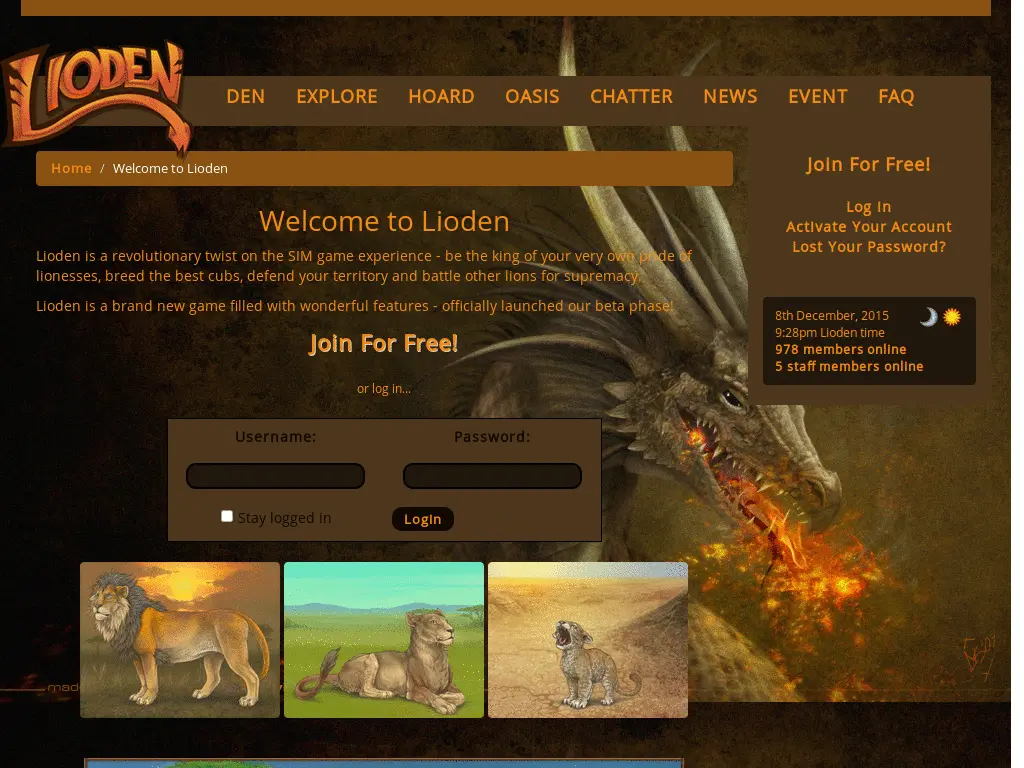 LIODEN
DEN EXPLORE HOARD OASIS CHATTER NEWS EVENT FAQ
Home / Welcome to Lioden
Welcome to Lioden
Lioden is a revolutionary twist on the SIM game experience - be the king of your very own pride of
lionesses, breed the best cubs, defend your territory and battle other lions for supremacy.
Lioden is a brand new game filled with wonderful features - officially launched our beta phase!
Join For Free!
or log in...
Username: Password:
Stay logged in Login
Join For Free!
Log In
Activate Your Account
Lost Your Password?
8th December, 2015
9:28pm Lioden time
978 members online
5 staff members online